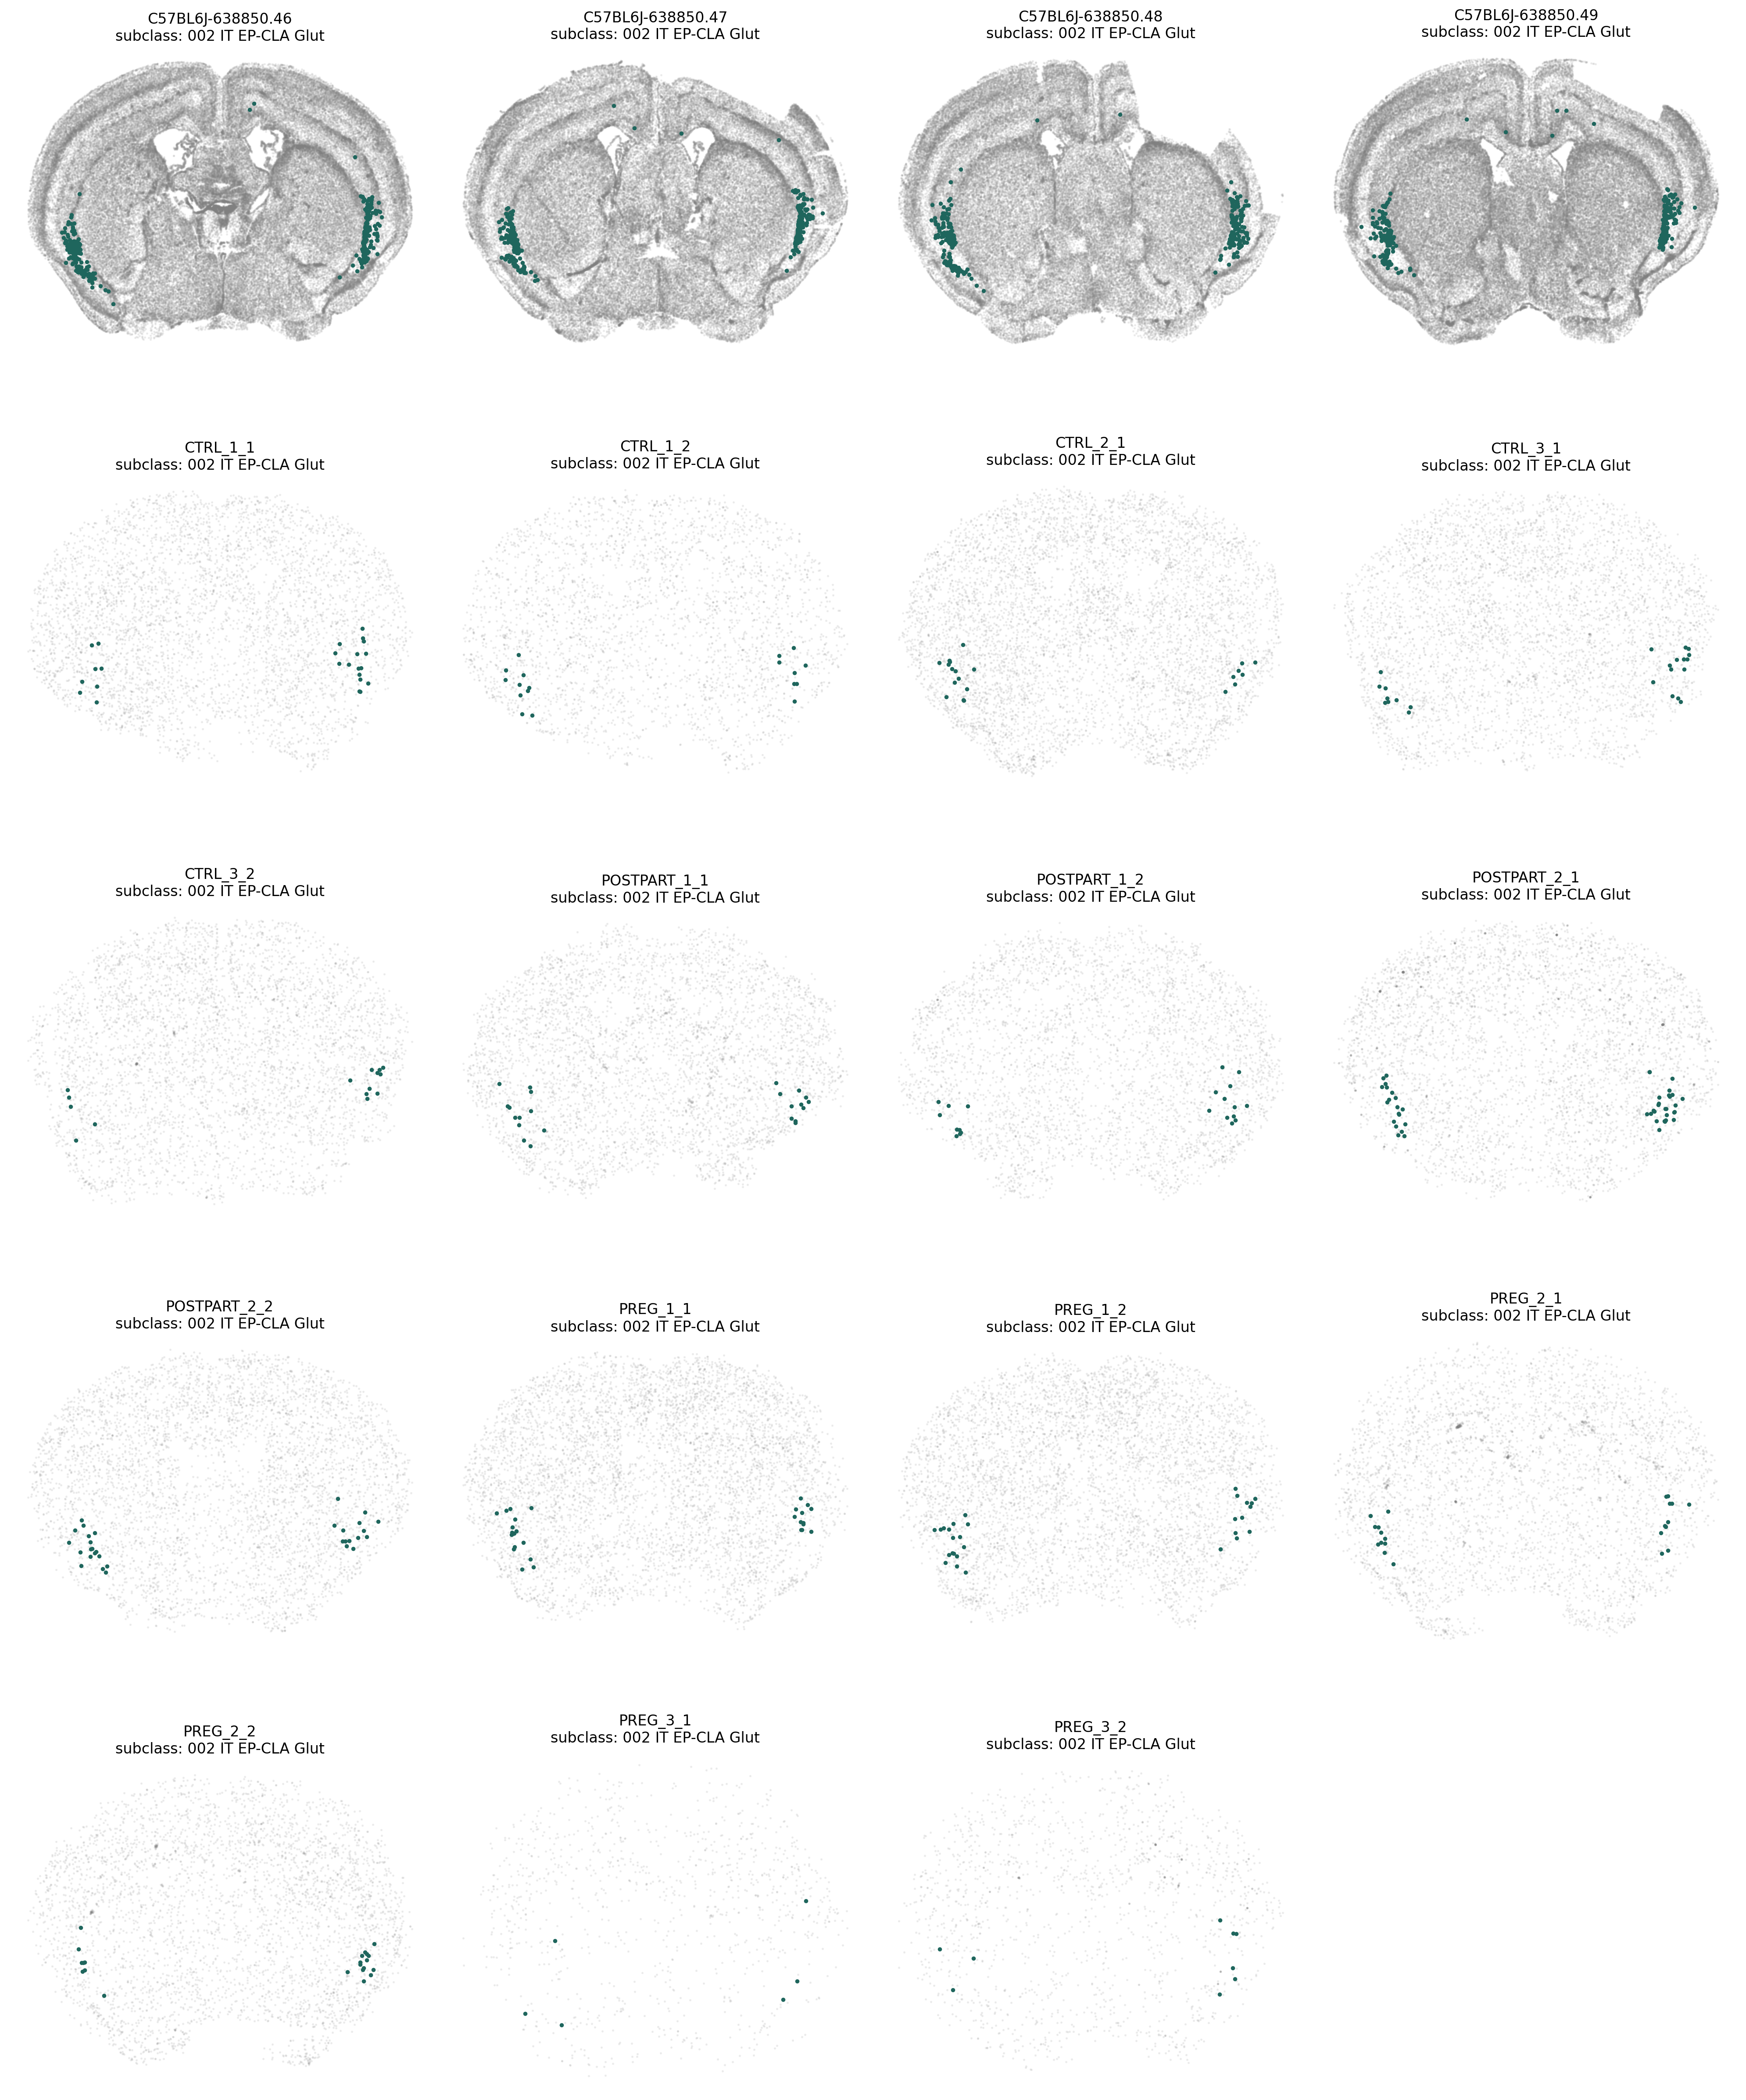 C57BL6J-638850.46
subclass: 002 IT EP-CLA Glut
C57BL6J-638850.47
subclass: 002 IT EP-CLA Glut
C57BL6J-638850.48
subclass: 002 IT EP-CLA Glut
C57BL6J-638850.49
subclass: 002 IT EP-CLA Glut
CTRL_1_1
subclass: 002 IT EP-CLA Glut
CTRL_1_2
subclass: 002 IT EP-CLA Glut
CTRL_2_1
subclass: 002 IT EP-CLA Glut
CTRL_3_1
subclass: 002 IT EP-CLA Glut
CTRL_3_2
subclass: 002 IT EP-CLA Glut
POSTPART_1_1
subclass: 002 IT EP-CLA Glut
POSTPART_1_2
subclass: 002 IT EP-CLA Glut
POSTPART_2_1
subclass: 002 IT EP-CLA Glut
POSTPART_2_2
subclass: 002 IT EP-CLA Glut
PREG_1_1
subclass: 002 IT EP-CLA Glut
PREG_1_2
subclass: 002 IT EP-CLA Glut
PREG_2_1
subclass: 002 IT EP-CLA Glut
PREG_2_2
subclass: 002 IT EP-CLA Glut
PREG_3_1
subclass: 002 IT EP-CLA Glut
PREG_3_2
subclass: 002 IT EP-CLA Glut